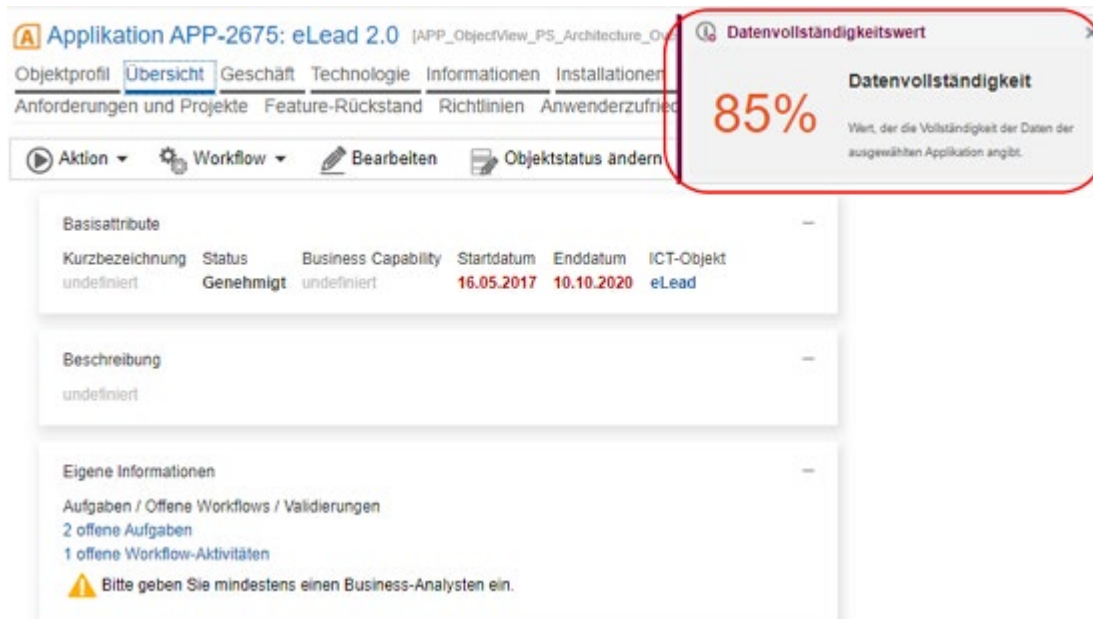 A Applikation APP-2675: eLead 2.0 [APP_ObjectView_PS_Architecture_Ov
Datenvollständigkeitswert
Objektprofil Übersicht Geschäft Technologie Informationen Installationen
Anforderungen und Projekte Feature-Rückstand Richtlinien Anwenderzufried
85%
Datenvollständigkeit
Wert, der die Vollständigkeit der Daten der
ausgewählten Applikation angibt.
Aktion Workflow Bearbeiten Objektstatus ändern
Basisattribute
Kurzbezeichnung Status Business Capability Startdatum Enddatum ICT-Objekt
undefiniert Genehmigt undefiniert 16.05.2017 10.10.2020 eLead
Beschreibung
undefiniert
Eigene Informationen
Aufgaben / Offene Workflows / Validierungen
2 offene Aufgaben
1 offene Workflow-Aktivitäten
Bitte geben Sie mindestens einen Business-Analysten ein.